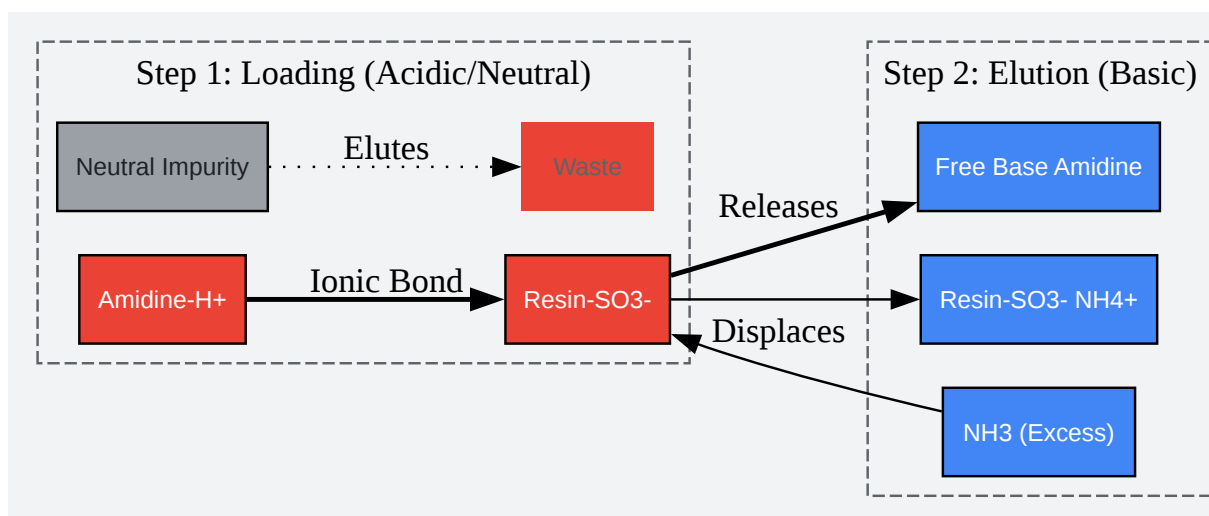 Step 1: Loading (Acidic/Neutral)
Neutral Impurity
Elutes
Waste
Amidine-H+
Ionic Bond
Resin-SO3-
Releases
Displaces
Step 2: Elution (Basic)
Free Base Amidine
Resin-SO3- NH4+
NH3 (Excess)